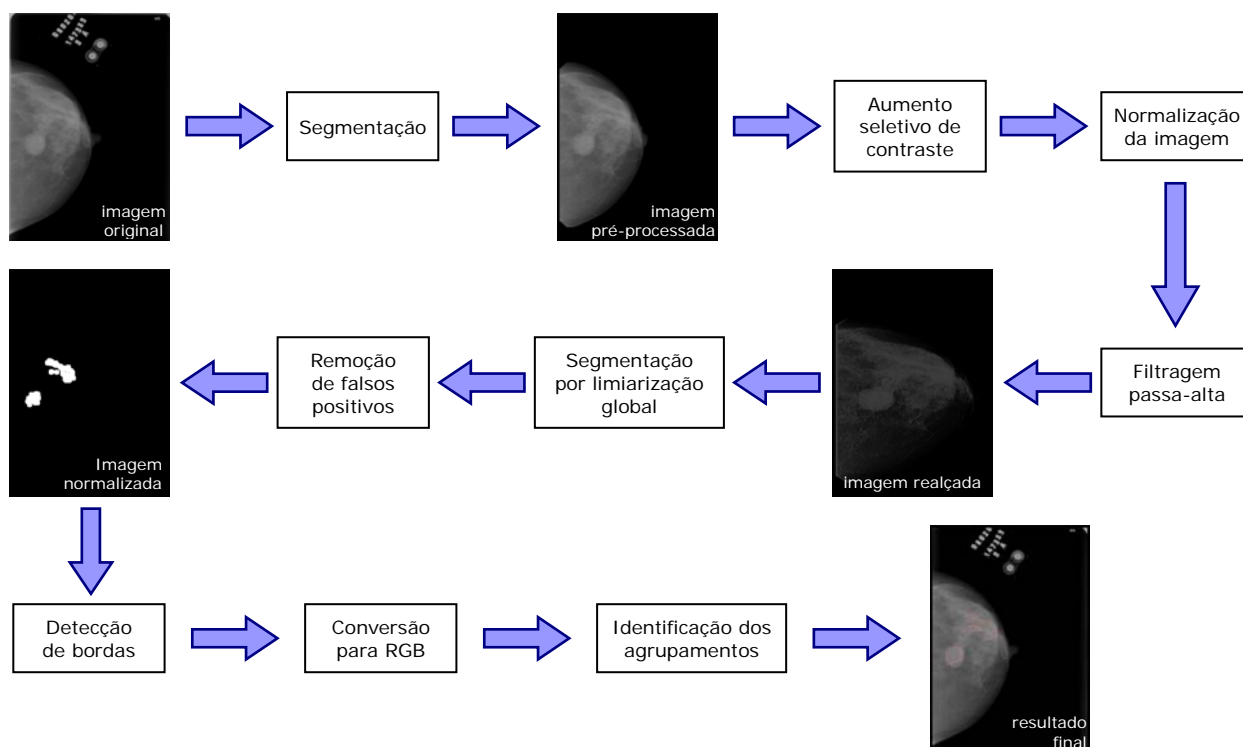 imagem
original
Segmentação
imagem
pré-processada
Aumento
seletivo de
contraste
Normalização
da imagem
Filtragem
passa-alta
imagem realçada
Segmentação
por limiarização
global
Remoção
de falsos
positivos
Imagem
normalizada
Detecção
de bordas
Conversão
para RGB
Identificação dos
agrupamentos
resultado
final